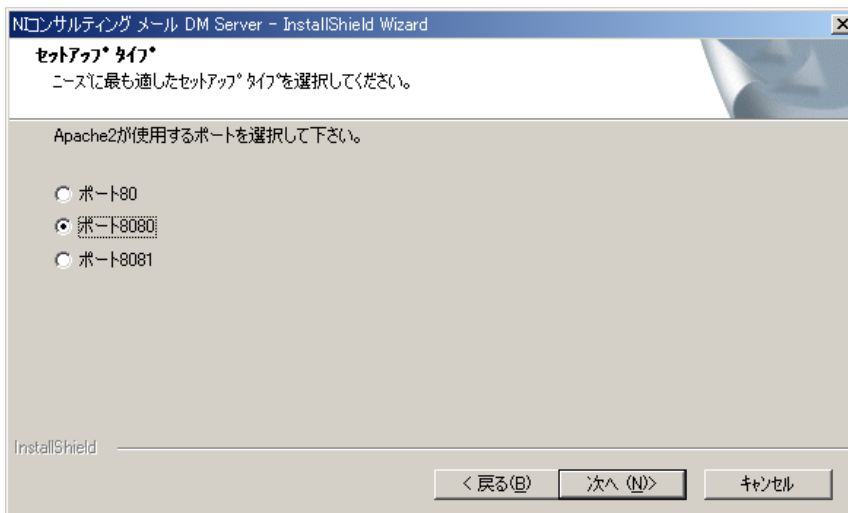 NIコンサルティング メール DM Server - InstallShield Wizard
セットアップ タイプ
ニーズに最も適したセットアップ タイプを選択してください。
Apache2が使用するポートを選択して下さい。
ポート80
ポート8080
ポート8081
InstallShield
< 戻る(B)
次へ (N)>
キャンセル